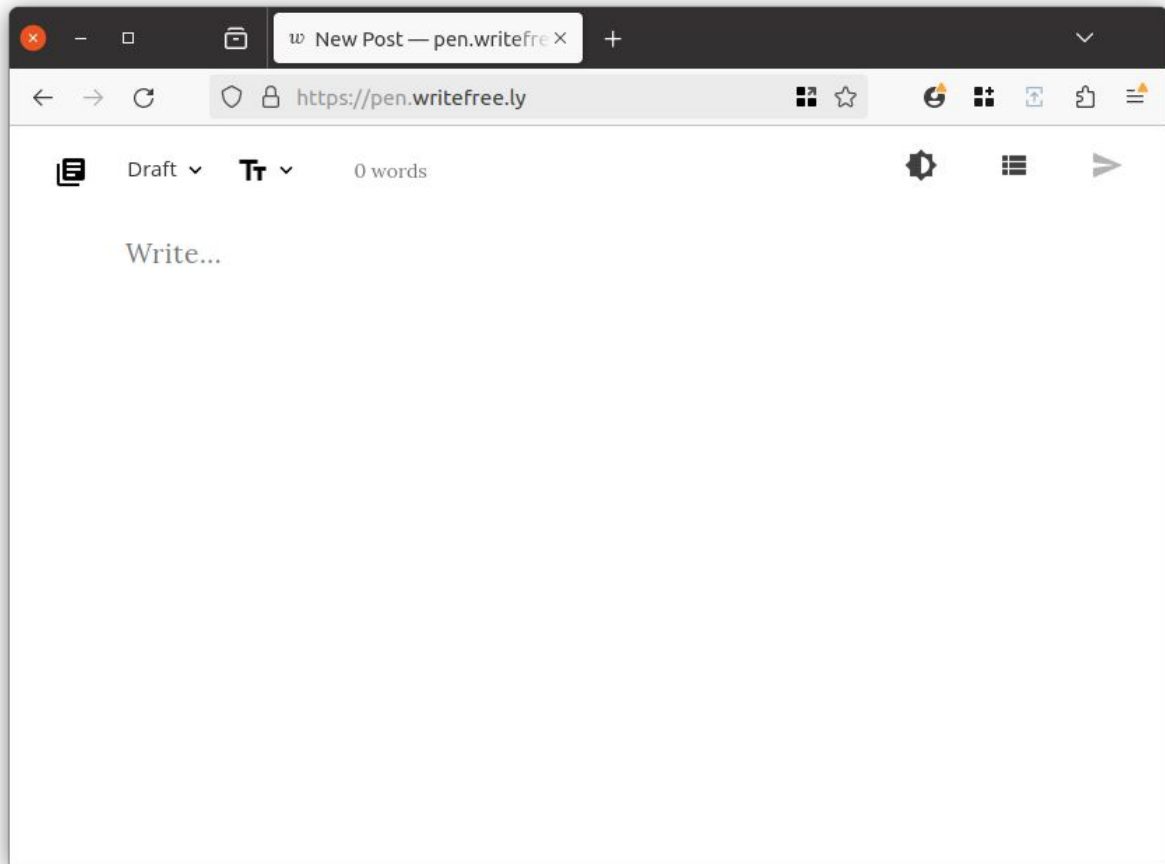 w New Post — pen.writefre
https://pen.writefree.ly
Draft Tт 0 words
Write...